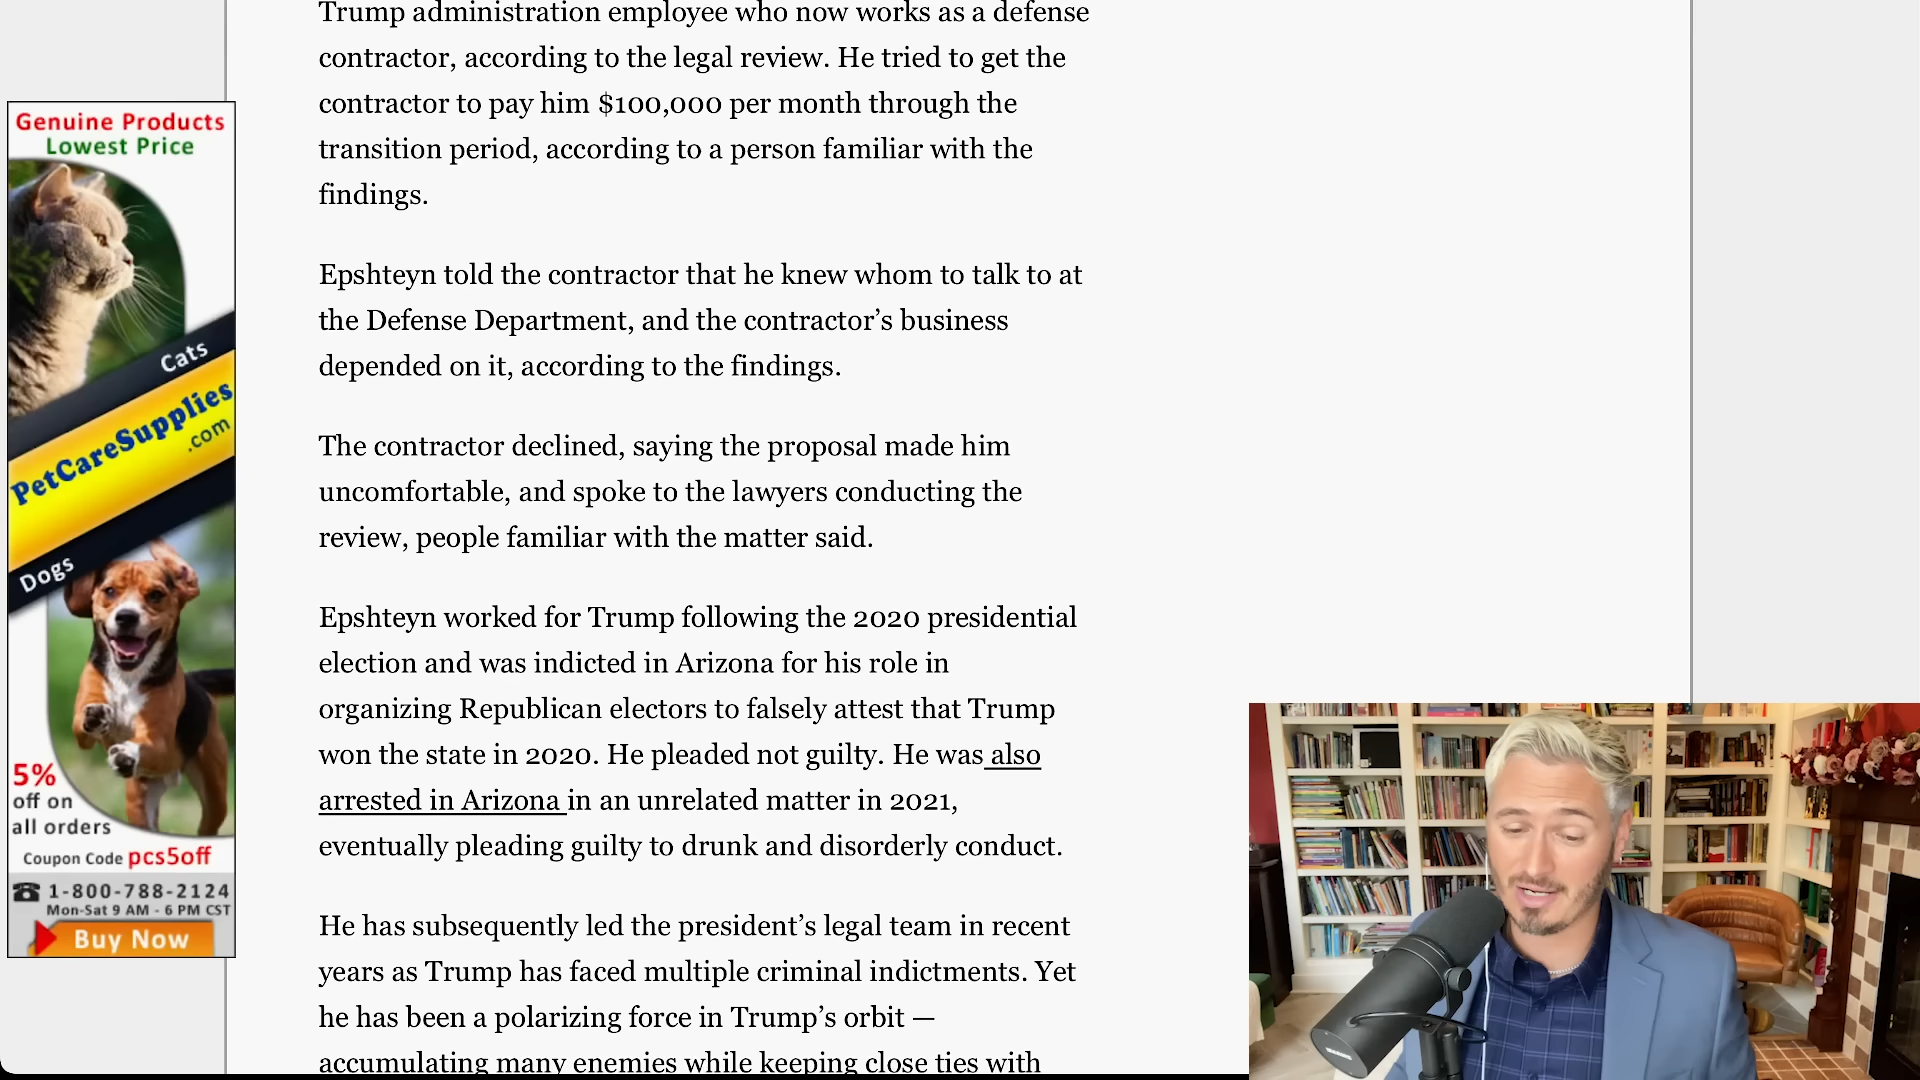 Trump administration employee who now works as a defense
contractor, according to the legal review. He tried to get the
contractor to pay him $100,000 per month through the
transition period, according to a person familiar with the
findings.
Epshteyn told the contractor that he knew whom to talk to at
the Defense Department, and the contractor’s business
depended on it, according to the findings.
The contractor declined, saying the proposal made him
uncomfortable, and spoke to the lawyers conducting the
review, people familiar with the matter said.
Epshteyn worked for Trump following the 2020 presidential
election and was indicted in Arizona for his role in
organizing Republican electors to falsely attest that Trump
won the state in 2020. He pleaded not guilty. He was also
arrested in Arizona in an unrelated matter in 2021,
eventually pleading guilty to drunk and disorderly conduct.
He has subsequently led the president’s legal team in recent
years as Trump has faced multiple criminal indictments. Yet
he has been a polarizing force in Trump’s orbit —
accumulating many enemies while keeping close ties with
Genuine Products
Lowest Price
Cats
PetCareSupplies
.com
Dogs
5%
off on
all orders
Coupon Code pcs5off
1-800-788-2124
Mon-Sat 9 AM - 6 PM CST
Buy Now